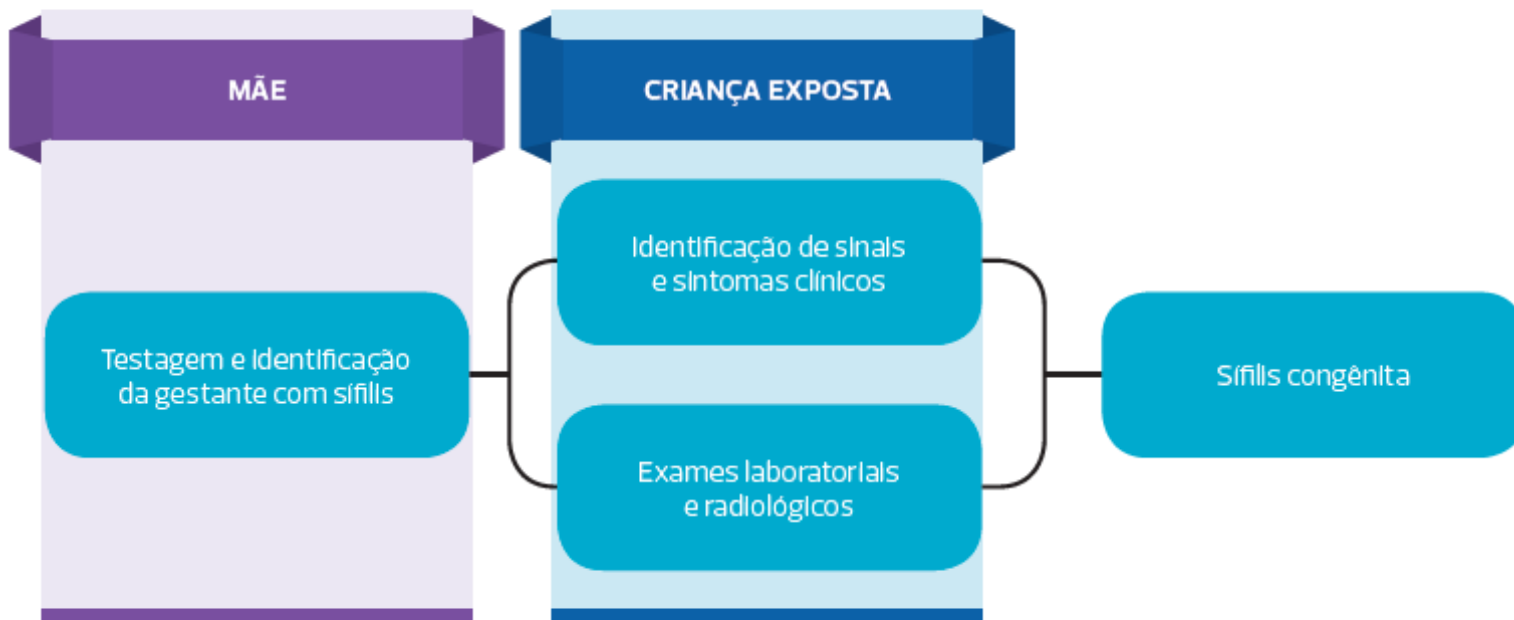 MÃE
CRIANÇA EXPOSTA
Testagem e identificação
da gestante com sífilis
Identificação de sinais
e sintomas clínicos
Exames laboratoriais
e radiológicos
Sífilis congênita